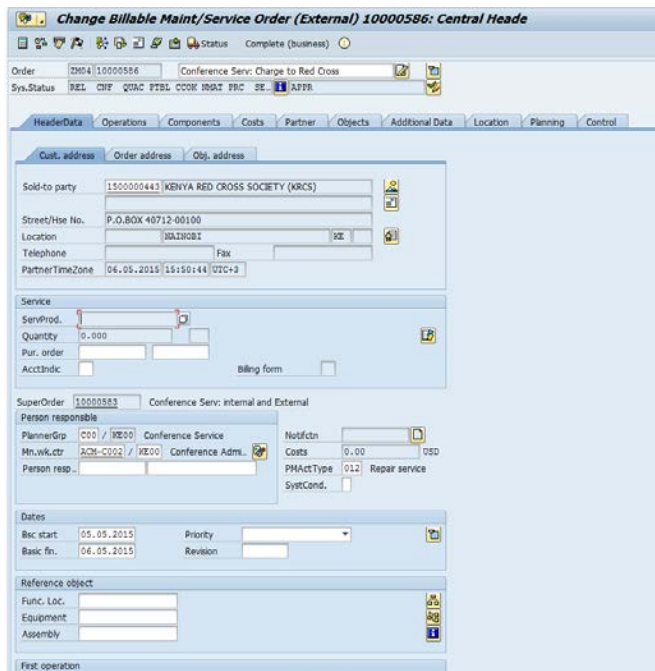 Change Billable Maint/Service Order (External) 10000586: Central Heade
Status Complete (business)
Order ZM04 10000586 Conference Serv: Charge to Red Cross
Sys.Status REL CNF QUAC PTBL CCOK NMAT PRC SE.. APPR
HeaderData Operations Components Costs Partner Objects Additional Data Location Planning Control
Cust. address Order address Obj. address
Sold-to party 1500000443 KENYA RED CROSS SOCIETY (KRCS)
Street/Hse No. P.O.BOX 40712-00100
Location NAIROBI KE
Telephone Fax
PartnerTimeZone 06.05.2015 15:50:44 UTC+3
Service
ServProd.
Quantity 0.000
Pur. order
AcctIndic Billing form
SuperOrder 10000583 Conference Serv: internal and External
Person responsible
PlannerGrp C00 / KE00 Conference Service Notifctn
Mn.wk.ctr ACM-C002 / KE00 Conference Admi.. Costs 0.00 USD
Person resp.. PMActType 012 Repair service
SystCond.
Dates
Bsc start 05.05.2015 Priority
Basic fin. 06.05.2015 Revision
Reference object
Func. Loc.
Equipment
Assembly
First operation